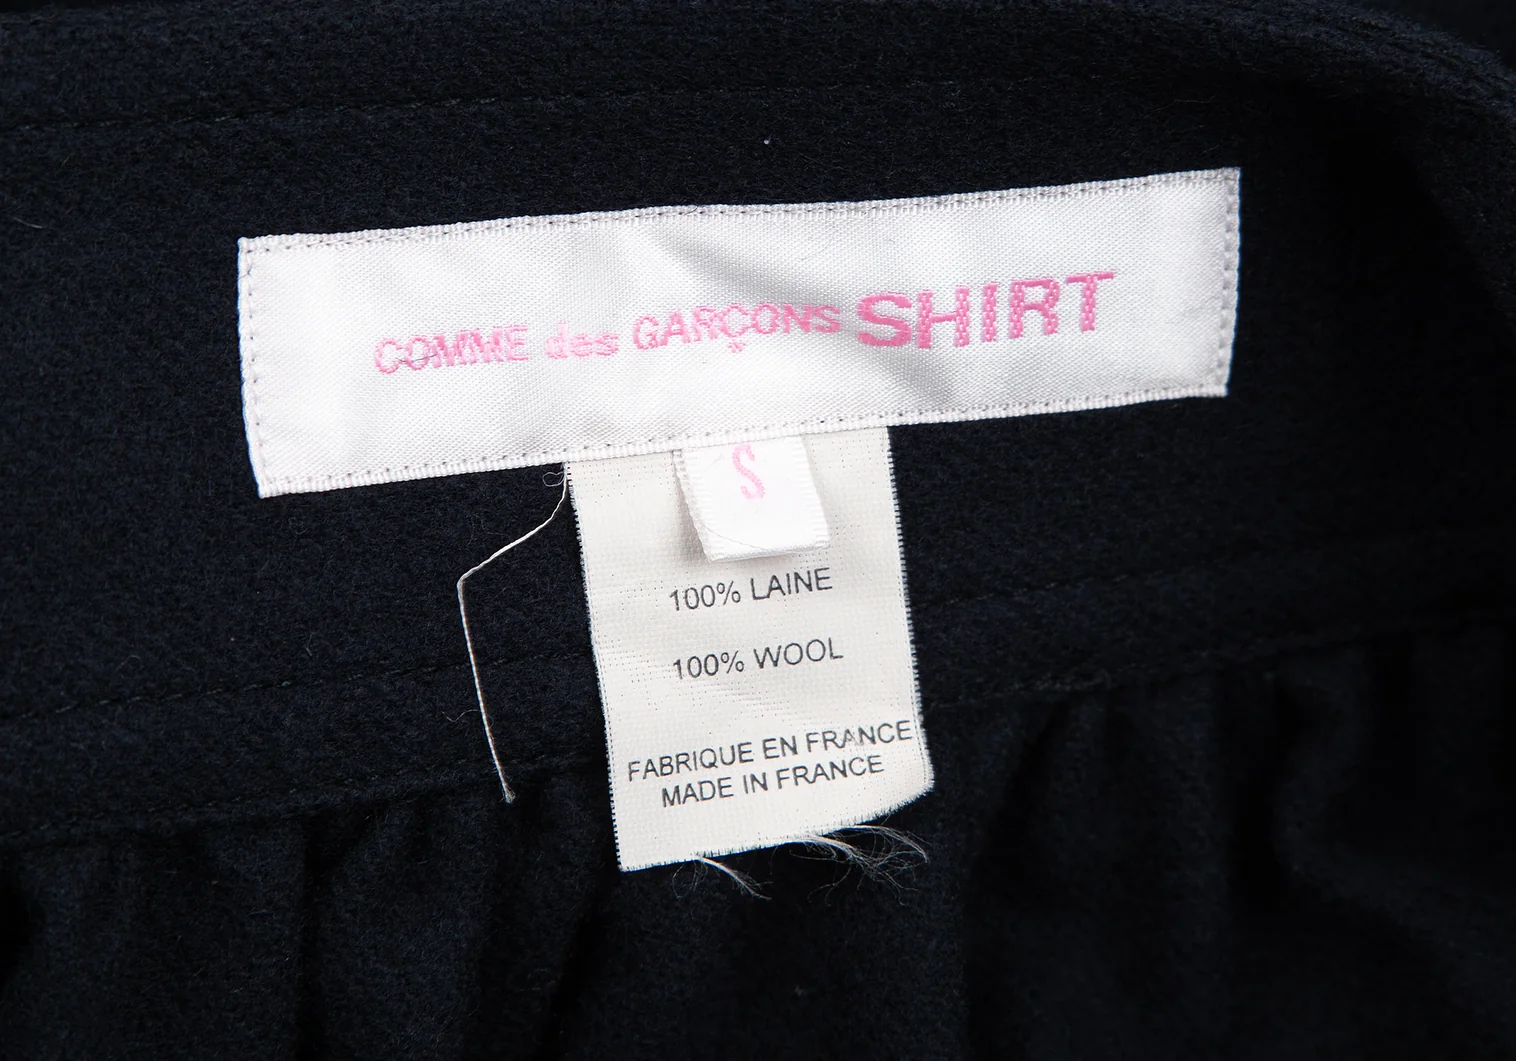 COMME des GARÇONS SHIRT
S
100% LAINE
100% WOOL
FABRIQUE EN FRANCE
MADE IN FRANCE